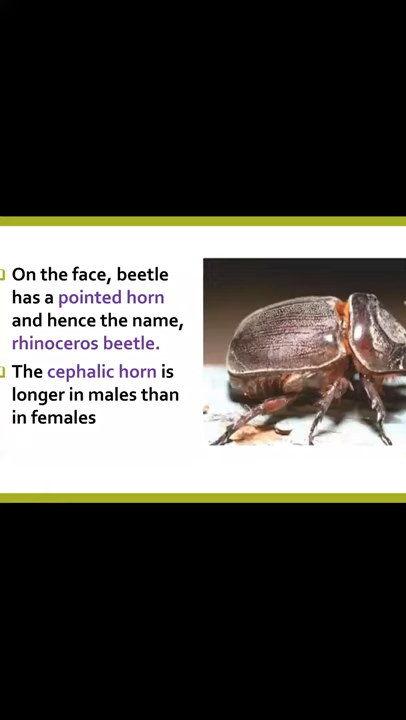 On the face, beetle
has a pointed horn
and hence the name,
rhinoceros beetle.
The cephalic horn is
longer in males than
in females